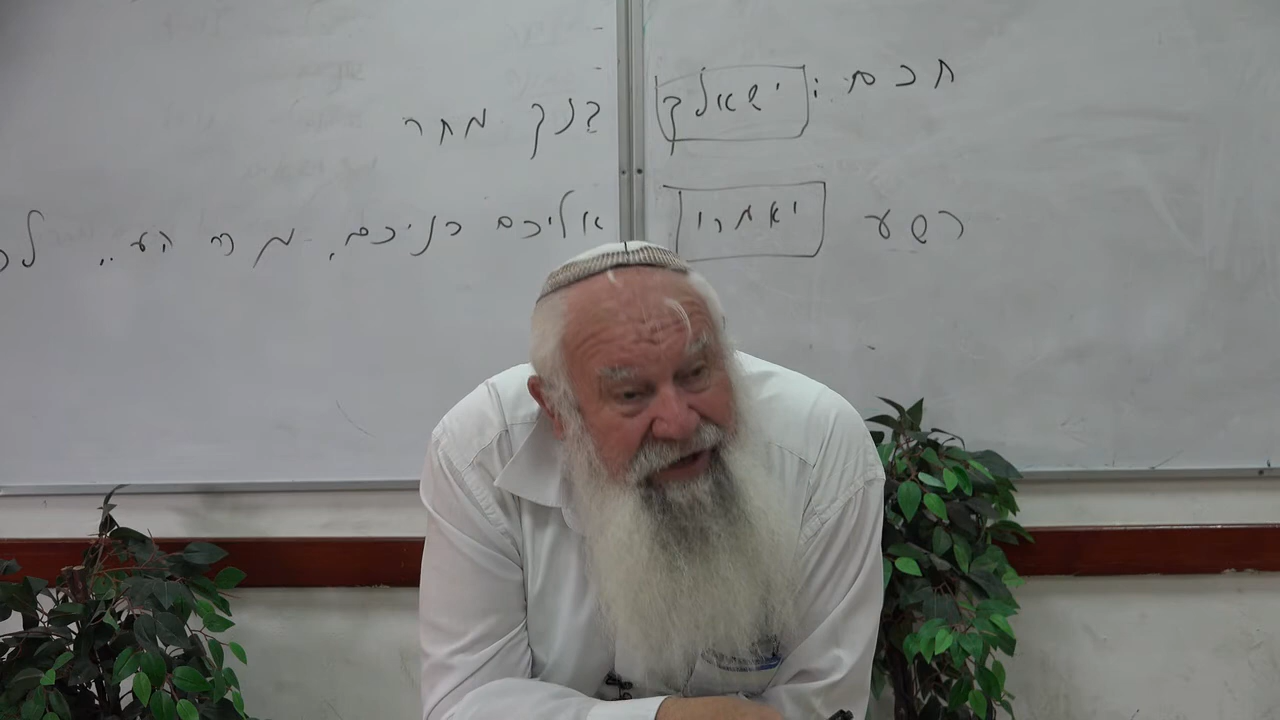 חכם: ישאלך בנך מחר
רשע יאמרו אליכם בניכם, מה הע..